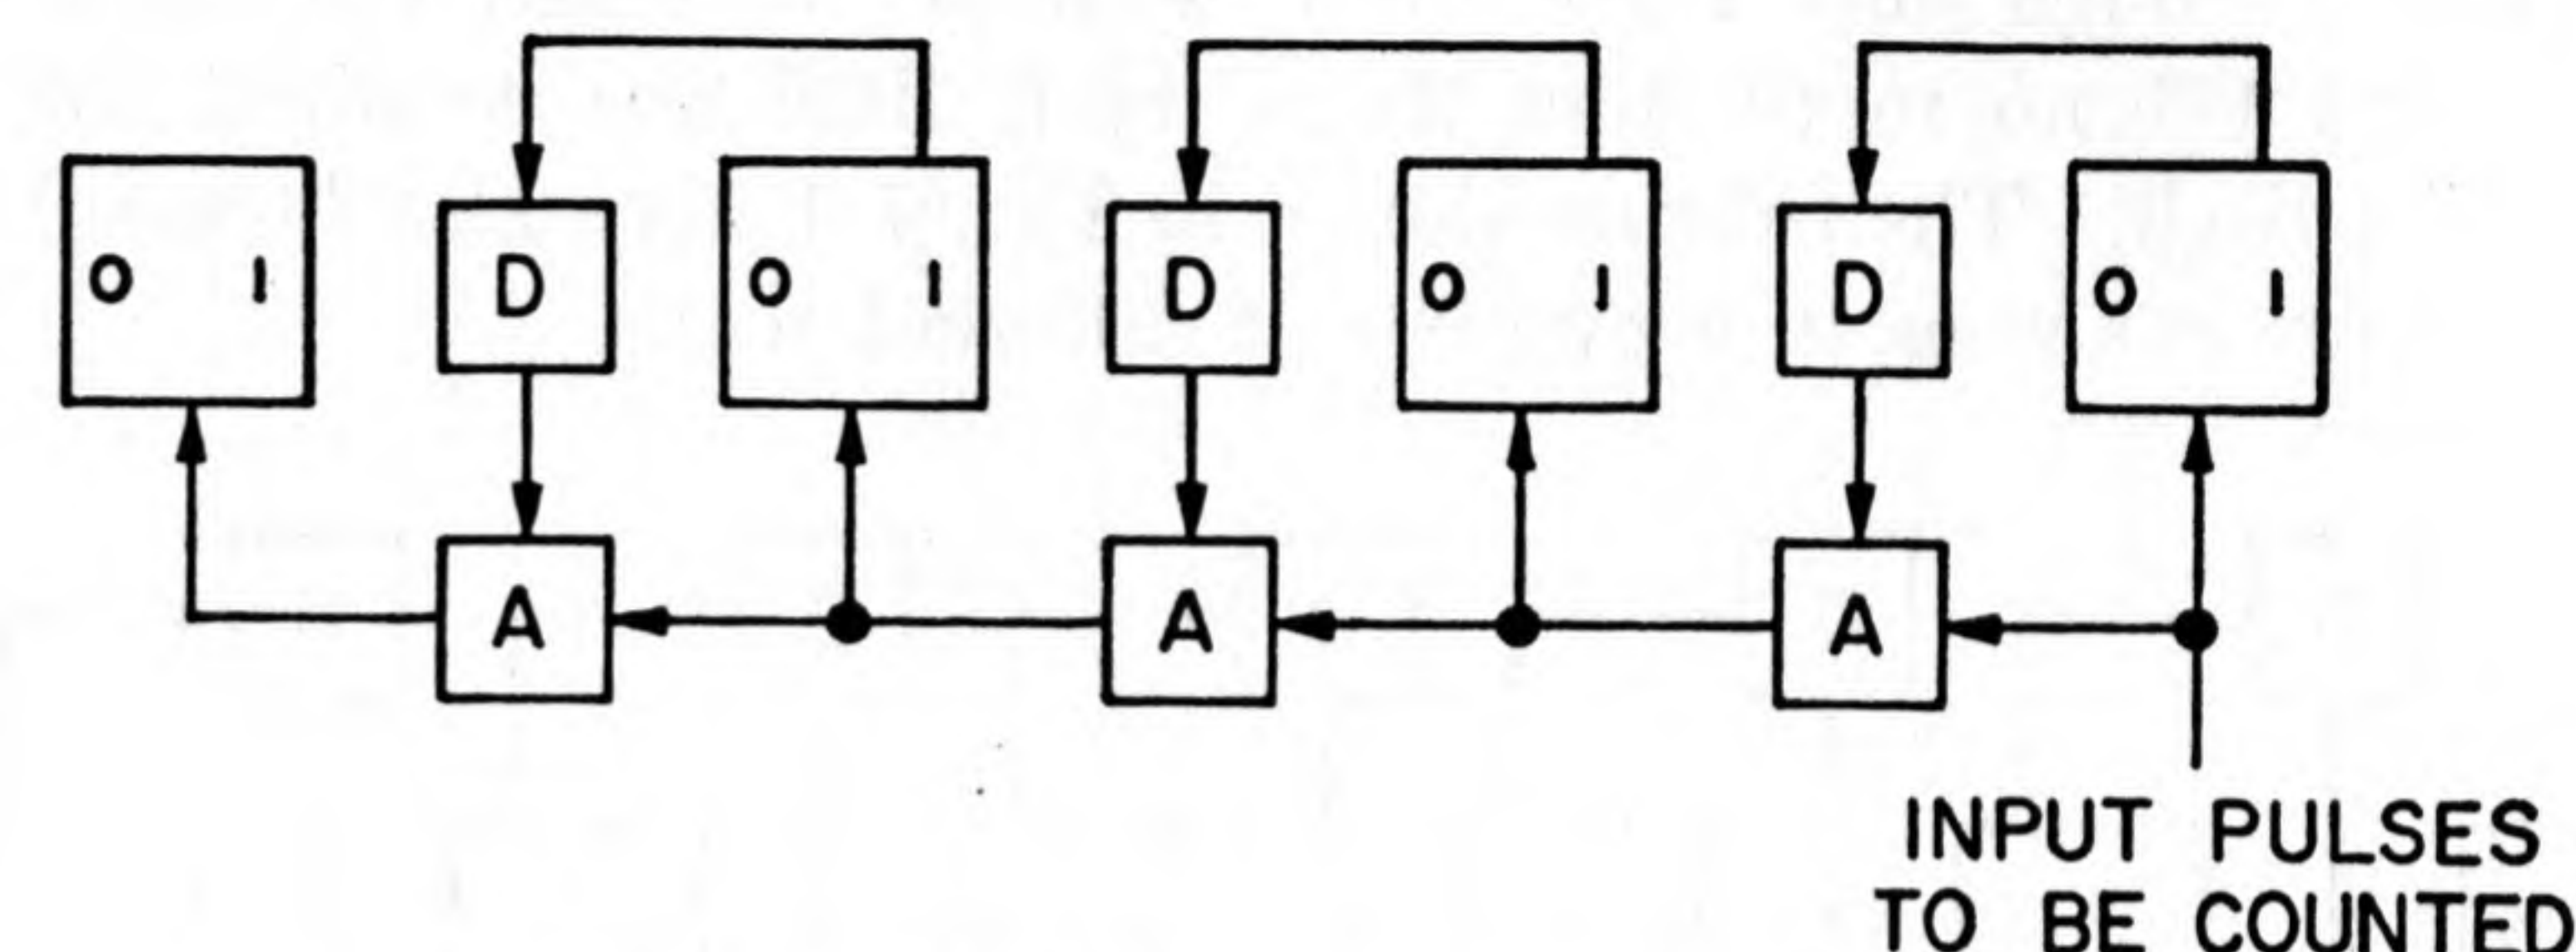 0 1 D 0 1 D 0 1 D 0 1
A A A
INPUT PULSES
TO BE COUNTED